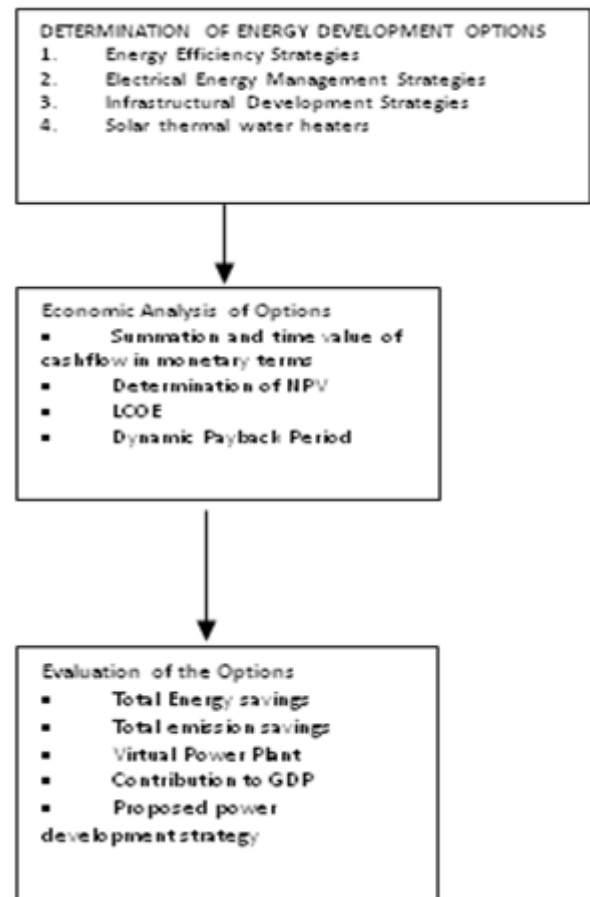 DETERMINATION OF ENERGY DEVELOPMENT OPTIONS
1. Energy Efficiency Strategies
2. Electrical Energy Management Strategies
3. Infrastructural Development Strategies
4. Solar thermal water heaters
Economic Analysis of Options
▪ Summation and time value of
cashflow in monetary terms
▪ Determination of NPV
▪ LCOE
▪ Dynamic Payback Period
Evaluation of the Options
▪ Total Energy savings
▪ Total emission savings
▪ Virtual Power Plant
▪ Contribution to GDP
▪ Proposed power
development strategy